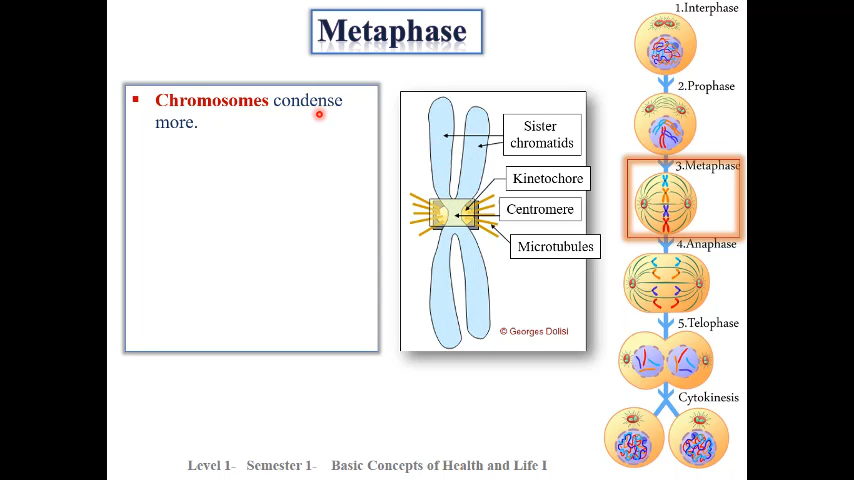 Metaphase
Chromosomes condense
more.
Sister
chromatids
Kinetochore
Centromere
Microtubules
© Georges Dolisi
1.Interphase
2.Prophase
3.Metaphase
4.Anaphase
5.Telophase
Cytokinesis
Level 1- Semester 1- Basic Concepts of Health and Life I